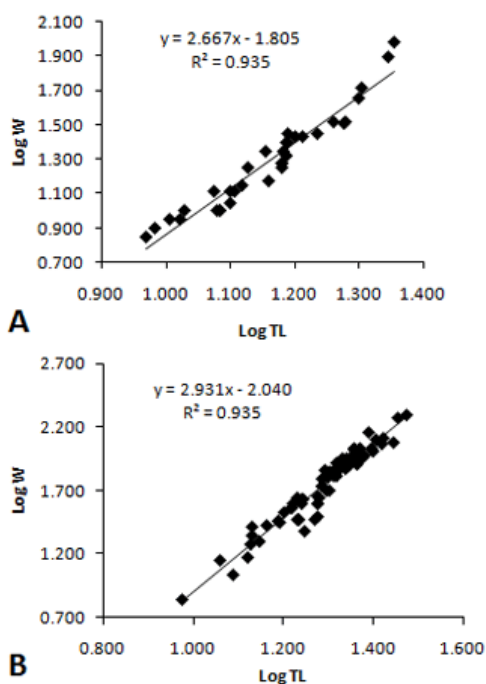 2.100
y = 2.667x - 1.805
R² = 0.935
1.900
1.700
1.500
Log W
1.300
1.100
0.900
0.700
0.900 1.000 1.100 1.200 1.300 1.400
A
Log TL
2.700
y = 2.931x - 2.040
R² = 0.935
2.200
Log W
1.700
1.200
0.700
0.800 1.000 1.200 1.400 1.600
B
Log TL